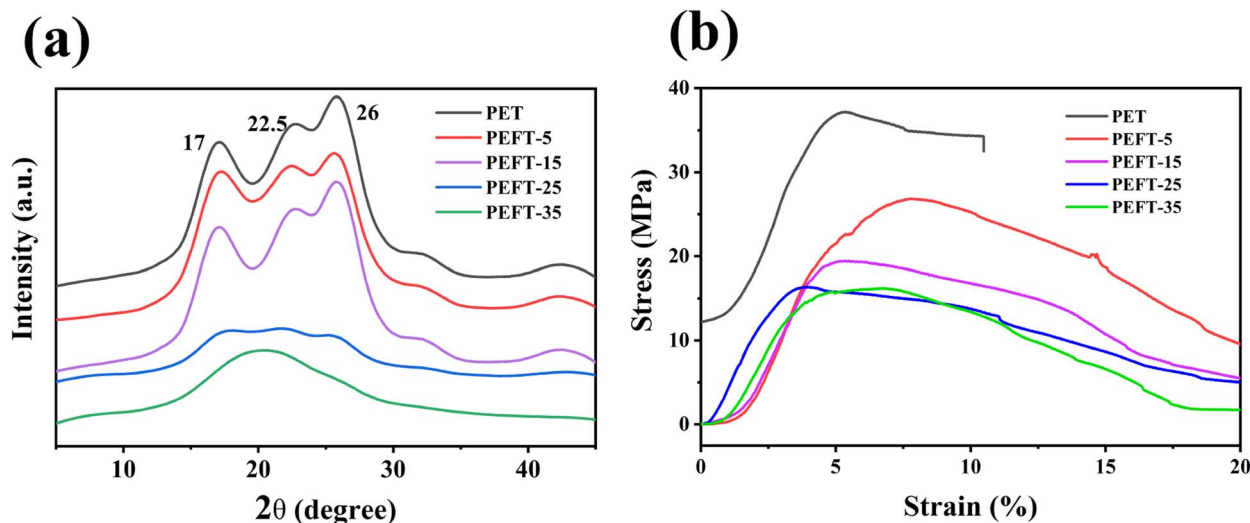 (a)
17
22.5
26
PET
PEFT-5
PEFT-15
PEFT-25
PEFT-35
Intensity (a.u.)
10
20
30
40
2θ (degree)
(b)
40
30
20
10
0
PET
PEFT-5
PEFT-15
PEFT-25
PEFT-35
Stress (MPa)
0
5
10
15
20
Strain (%)